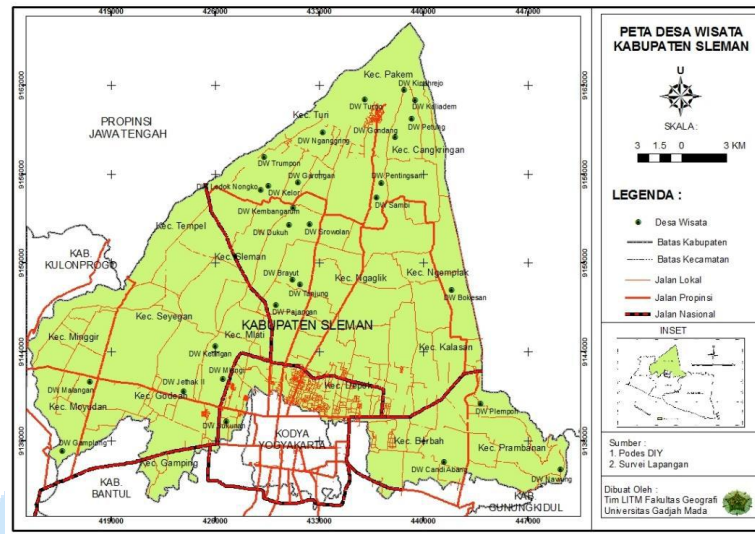 PETA DESA WISATA
KABUPATEN SLEMAN
U
SKALA :
3 1.5 0 3 KM
LEGENDA :
Desa Wisata
Batas Kabupaten
Batas Kecamatan
Jalan Lokal
Jalan Propinsi
Jalan Nasional
INSET
Sumber :
1. Podes DIY
2. Survei Lapangan
Dibuat Oleh :
Tim LITM Fakultas Geografi
Universitas Gadjah Mada
419000 426000 433000 440000 447000
PROPINSI
JAWA TENGAH
Kec. Pakem
DW Turgo
DW Kaliadem
Kec. Turi
DW Petung
DW Nganggring
DW Gondang
Kec. Cangkringan
DW Trumpon
DW Garongan
DW Pentingsari
DW Ledok Nongko
DW Kelor
DW Sambi
DW Kembangarum
Kec. Tempel
DW Dukuh
DW Srowolan
KAB.
KULONPROGO
Kec. Sleman
DW Brayut
Kec. Ngaglik
Kec. Ngemplak
DW Tanjung
DW Bokesan
DW Pajangan
Kec. Seyegan
KABUPATEN SLEMAN
Kec. Minggir
Kec. Mlati
Kec. Kalasan
DW Ketingan
DW Mlangi
DW Malangan
DW Jethak II
Kec. Depok
Kec. Godean
Kec. Moyudan
DW Plempoh
DW Gamplang
KODYA
YOGYAKARTA
Kec. Berbah
Kec. Prambanan
Kec. Gamping
DW Candi Abang
DW Nawung
KAB.
BANTUL
KAB.
GUNUNGKIDUL
419000 426000 433000 440000 447000